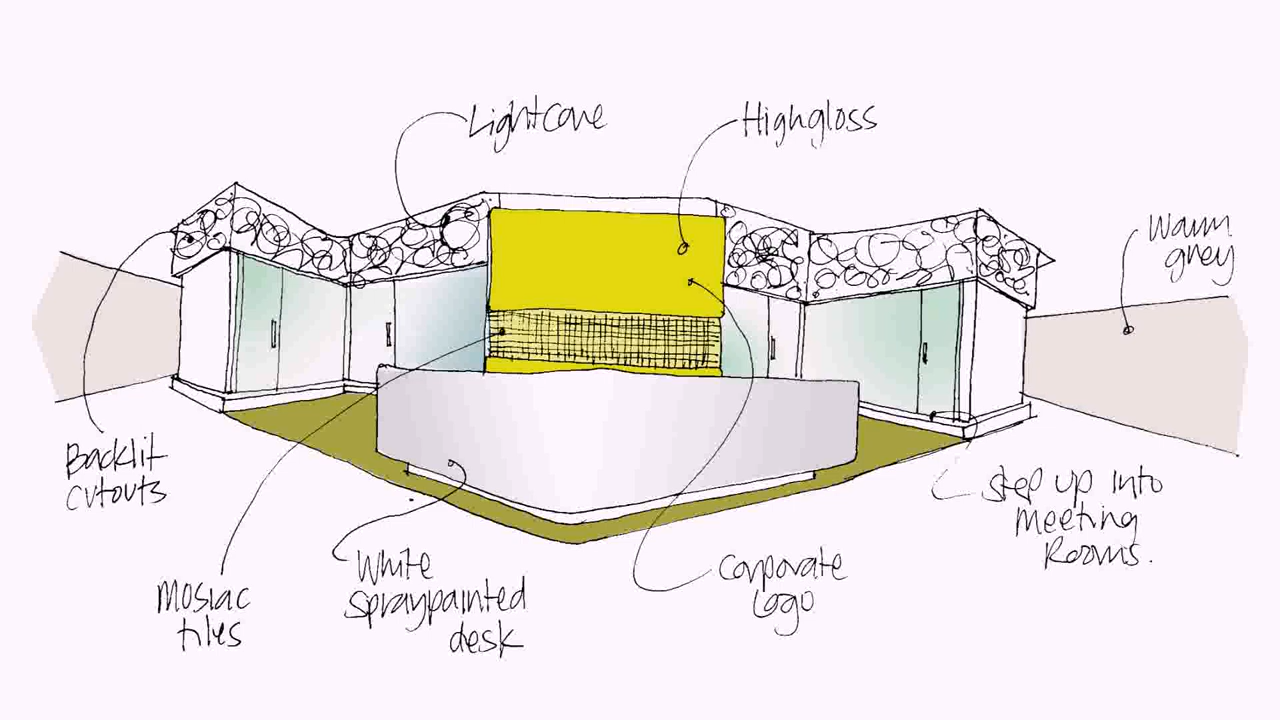 Lightcove
Highgloss
Warm
grey
Backlit
cutouts
Step up into
Meeting
Rooms.
White
spraypainted
desk
Corporate
Logo
Mosiac
tiles